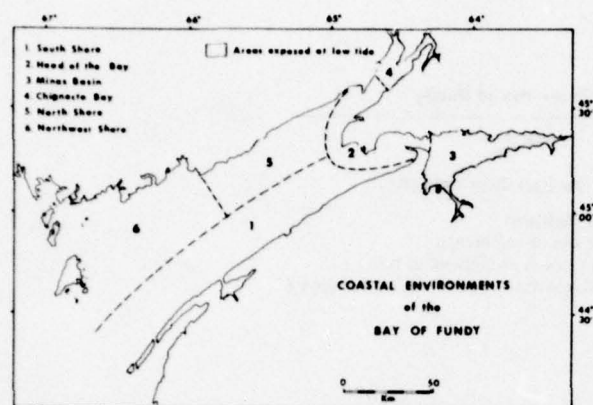 67° 66° 65° 64°
1. South Shore
2. Head of the Bay
3. Minas Basin
4. Chignecto Bay
5. North Shore
6. Northwest Shore
Areas exposed at low tide
4
45° 30'
2
3
5
45° 00'
6
1
COASTAL ENVIRONMENTS
of the
BAY OF FUNDY
44° 30'
0 50
Km